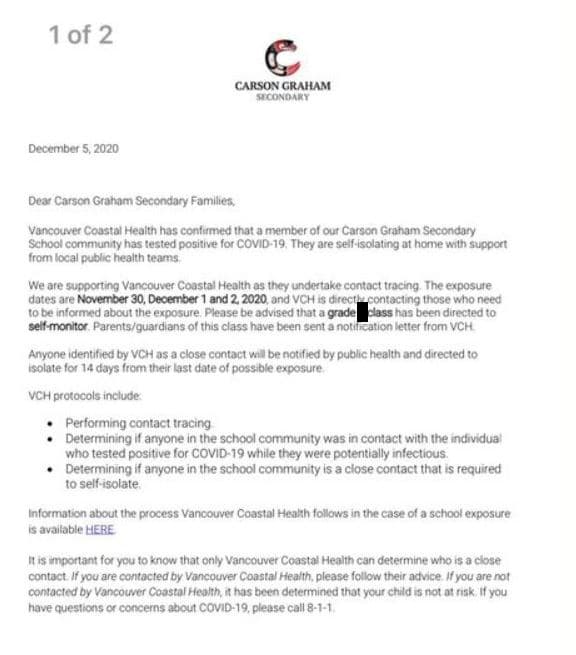 1 of 2
CARSON GRAHAM
SECONDARY
December 5, 2020
Dear Carson Graham Secondary Families,
Vancouver Coastal Health has confirmed that a member of our Carson Graham Secondary
School community has tested positive for COVID-19. They are self-isolating at home with support
from local public health teams.
We are supporting Vancouver Coastal Health as they undertake contact tracing. The exposure
dates are November 30, December 1 and 2, 2020, and VCH is directly contacting those who need
to be informed about the exposure. Please be advised that a grade class has been directed to
self-monitor. Parents/guardians of this class have been sent a notification letter from VCH.
Anyone identified by VCH as a close contact will be notified by public health and directed to
isolate for 14 days from their last date of possible exposure.
VCH protocols include:
• Performing contact tracing.
• Determining if anyone in the school community was in contact with the individual
who tested positive for COVID-19 while they were potentially infectious.
• Determining if anyone in the school community is a close contact that is required
to self-isolate.
Information about the process Vancouver Coastal Health follows in the case of a school exposure
is available HERE.
It is important for you to know that only Vancouver Coastal Health can determine who is a close
contact. If you are contacted by Vancouver Coastal Health, please follow their advice. If you are not
contacted by Vancouver Coastal Health, it has been determined that your child is not at risk. If you
have questions or concerns about COVID-19, please call 8-1-1.